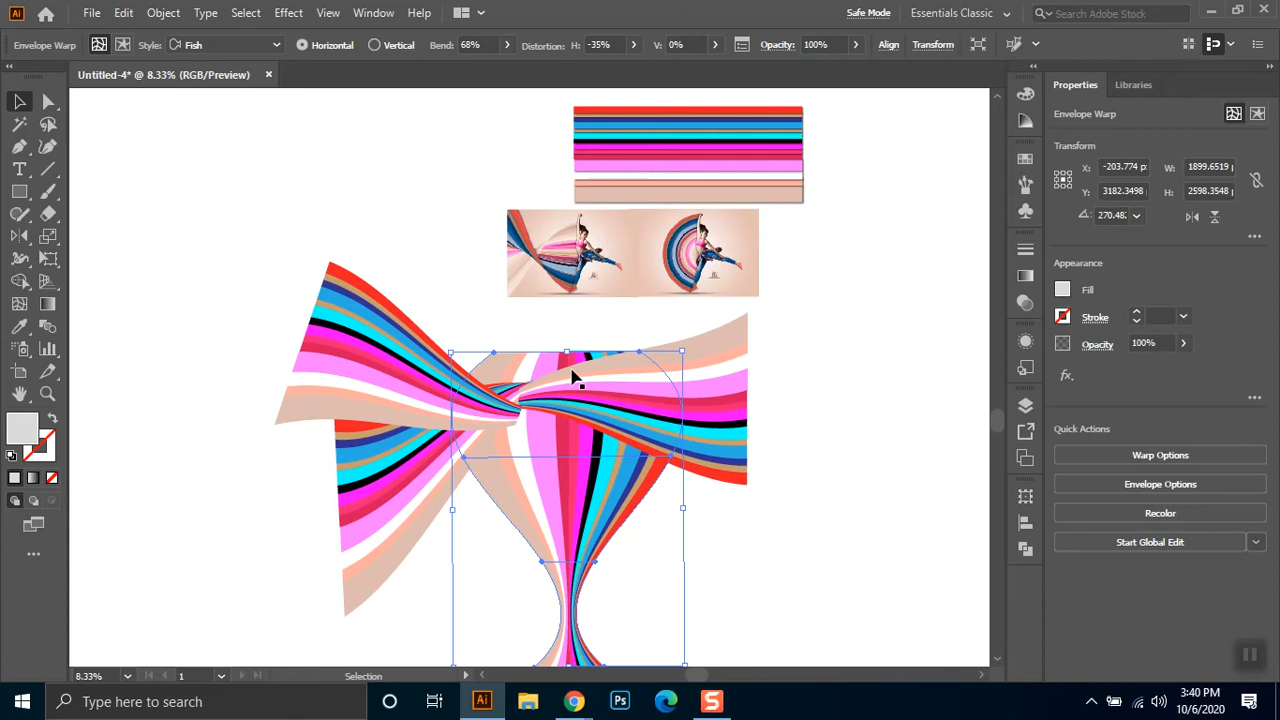 Ai File Edit Object Type Select Effect View Window Help Safe Mode Essentials Classic Search Adobe Stock
Envelope Warp Style: Fish Horizontal Vertical Bend: 68% Distortion: H: -35% V: 0% Opacity: 100% Align Transform
Untitled-4* @ 8.33% (RGB/Preview) ×
Properties Libraries
Envelope Warp
Transform
X: -203.774 p W: 1899.6519
Y: 3182.3498 H: 2598.3548
270.48
Appearance
Fill
Stroke
Opacity 100%
fx.
Quick Actions
Warp Options
Envelope Options
Recolor
Start Global Edit
8.33% 1 Selection
Type here to search Ai Ps S 3:40 PM
10/6/2020